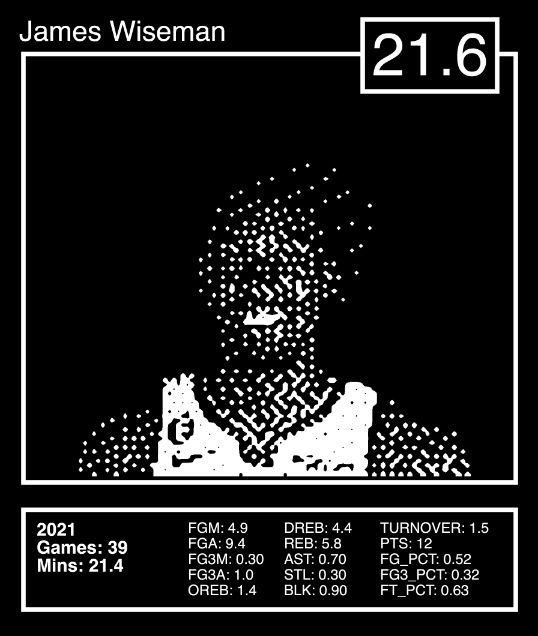 James Wiseman
21.6
2021
Games: 39
Mins: 21.4
FGM: 4.9
FGA: 9.4
FG3M: 0.30
FG3A: 1.0
OREB: 1.4
DREB: 4.4
REB: 5.8
AST: 0.70
STL: 0.30
BLK: 0.90
TURNOVER: 1.5
PTS: 12
FG_PCT: 0.52
FG3_PCT: 0.32
FT_PCT: 0.63